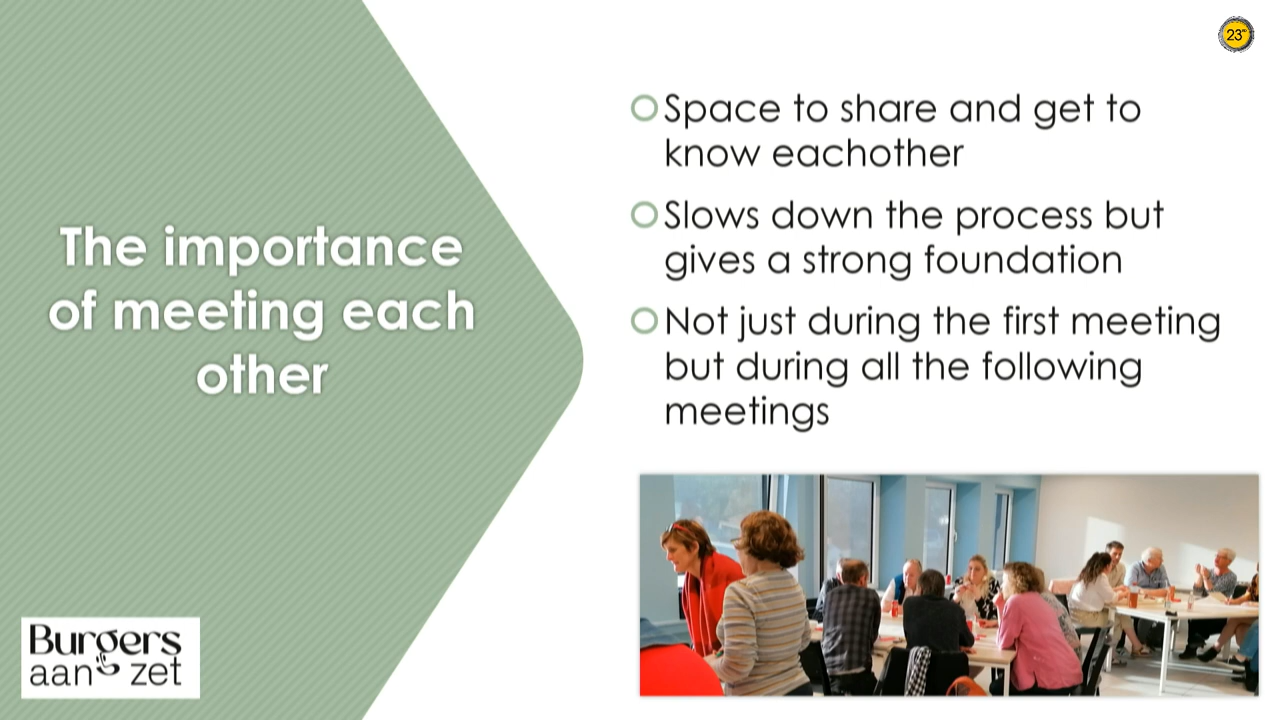 The importance
of meeting each
other
Space to share and get to
know eachother
Slows down the process but
gives a strong foundation
Not just during the first meeting
but during all the following
meetings
Burgers
aan zet
23